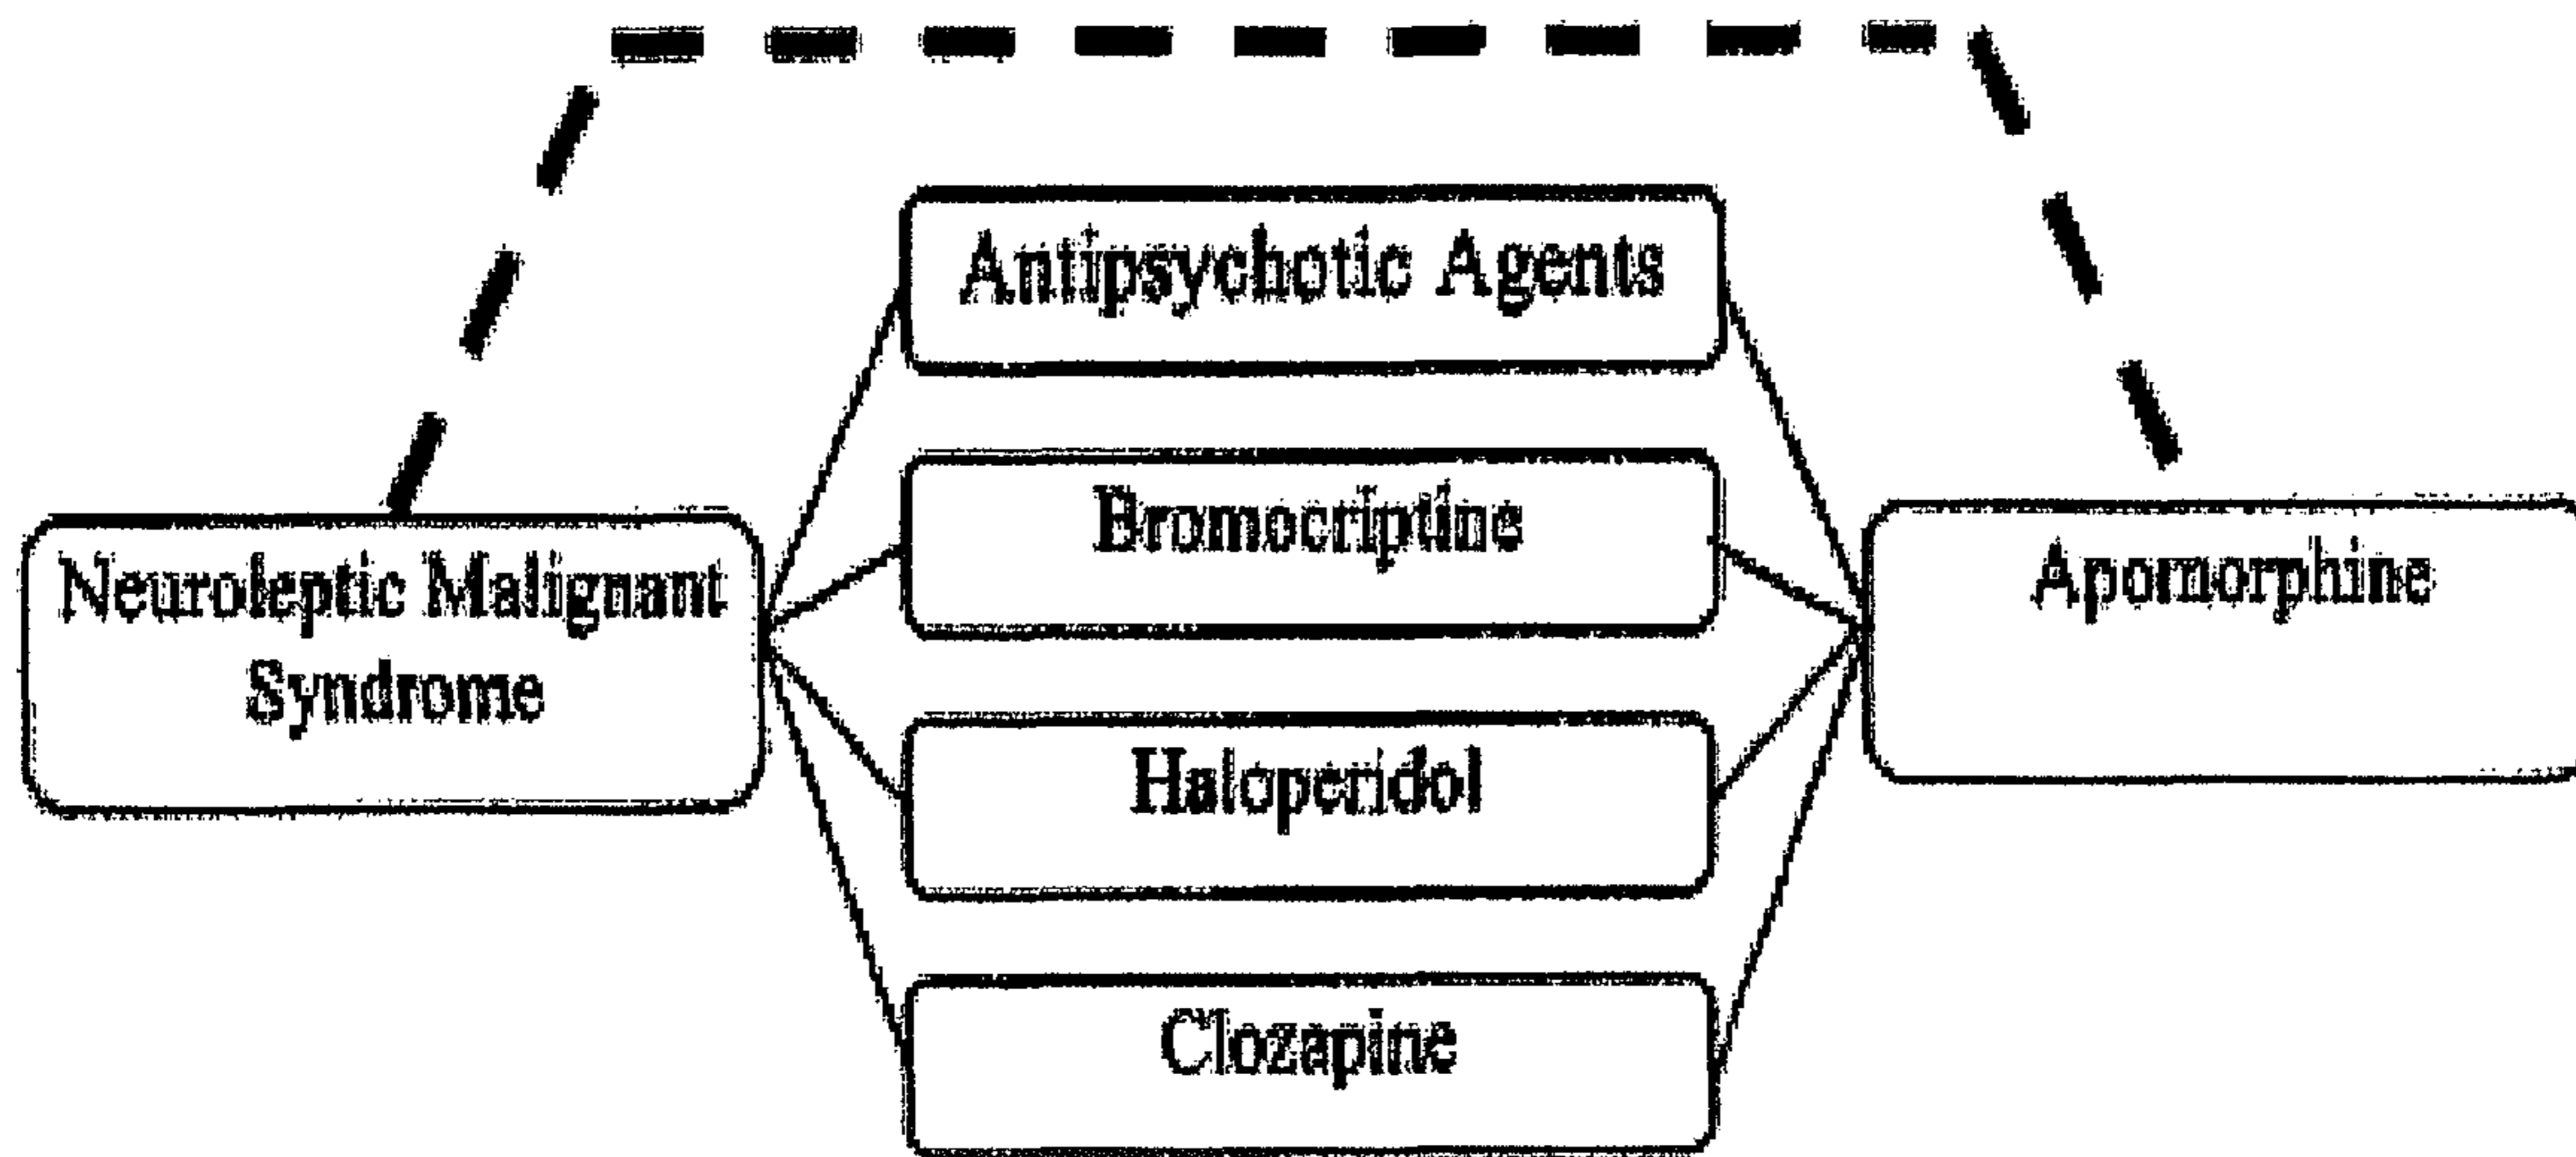 Antipsychotic Agents
Bromocriptine
Neuroleptic Malignant
Syndrome
Apomorphine
Haloperidol
Clozapine